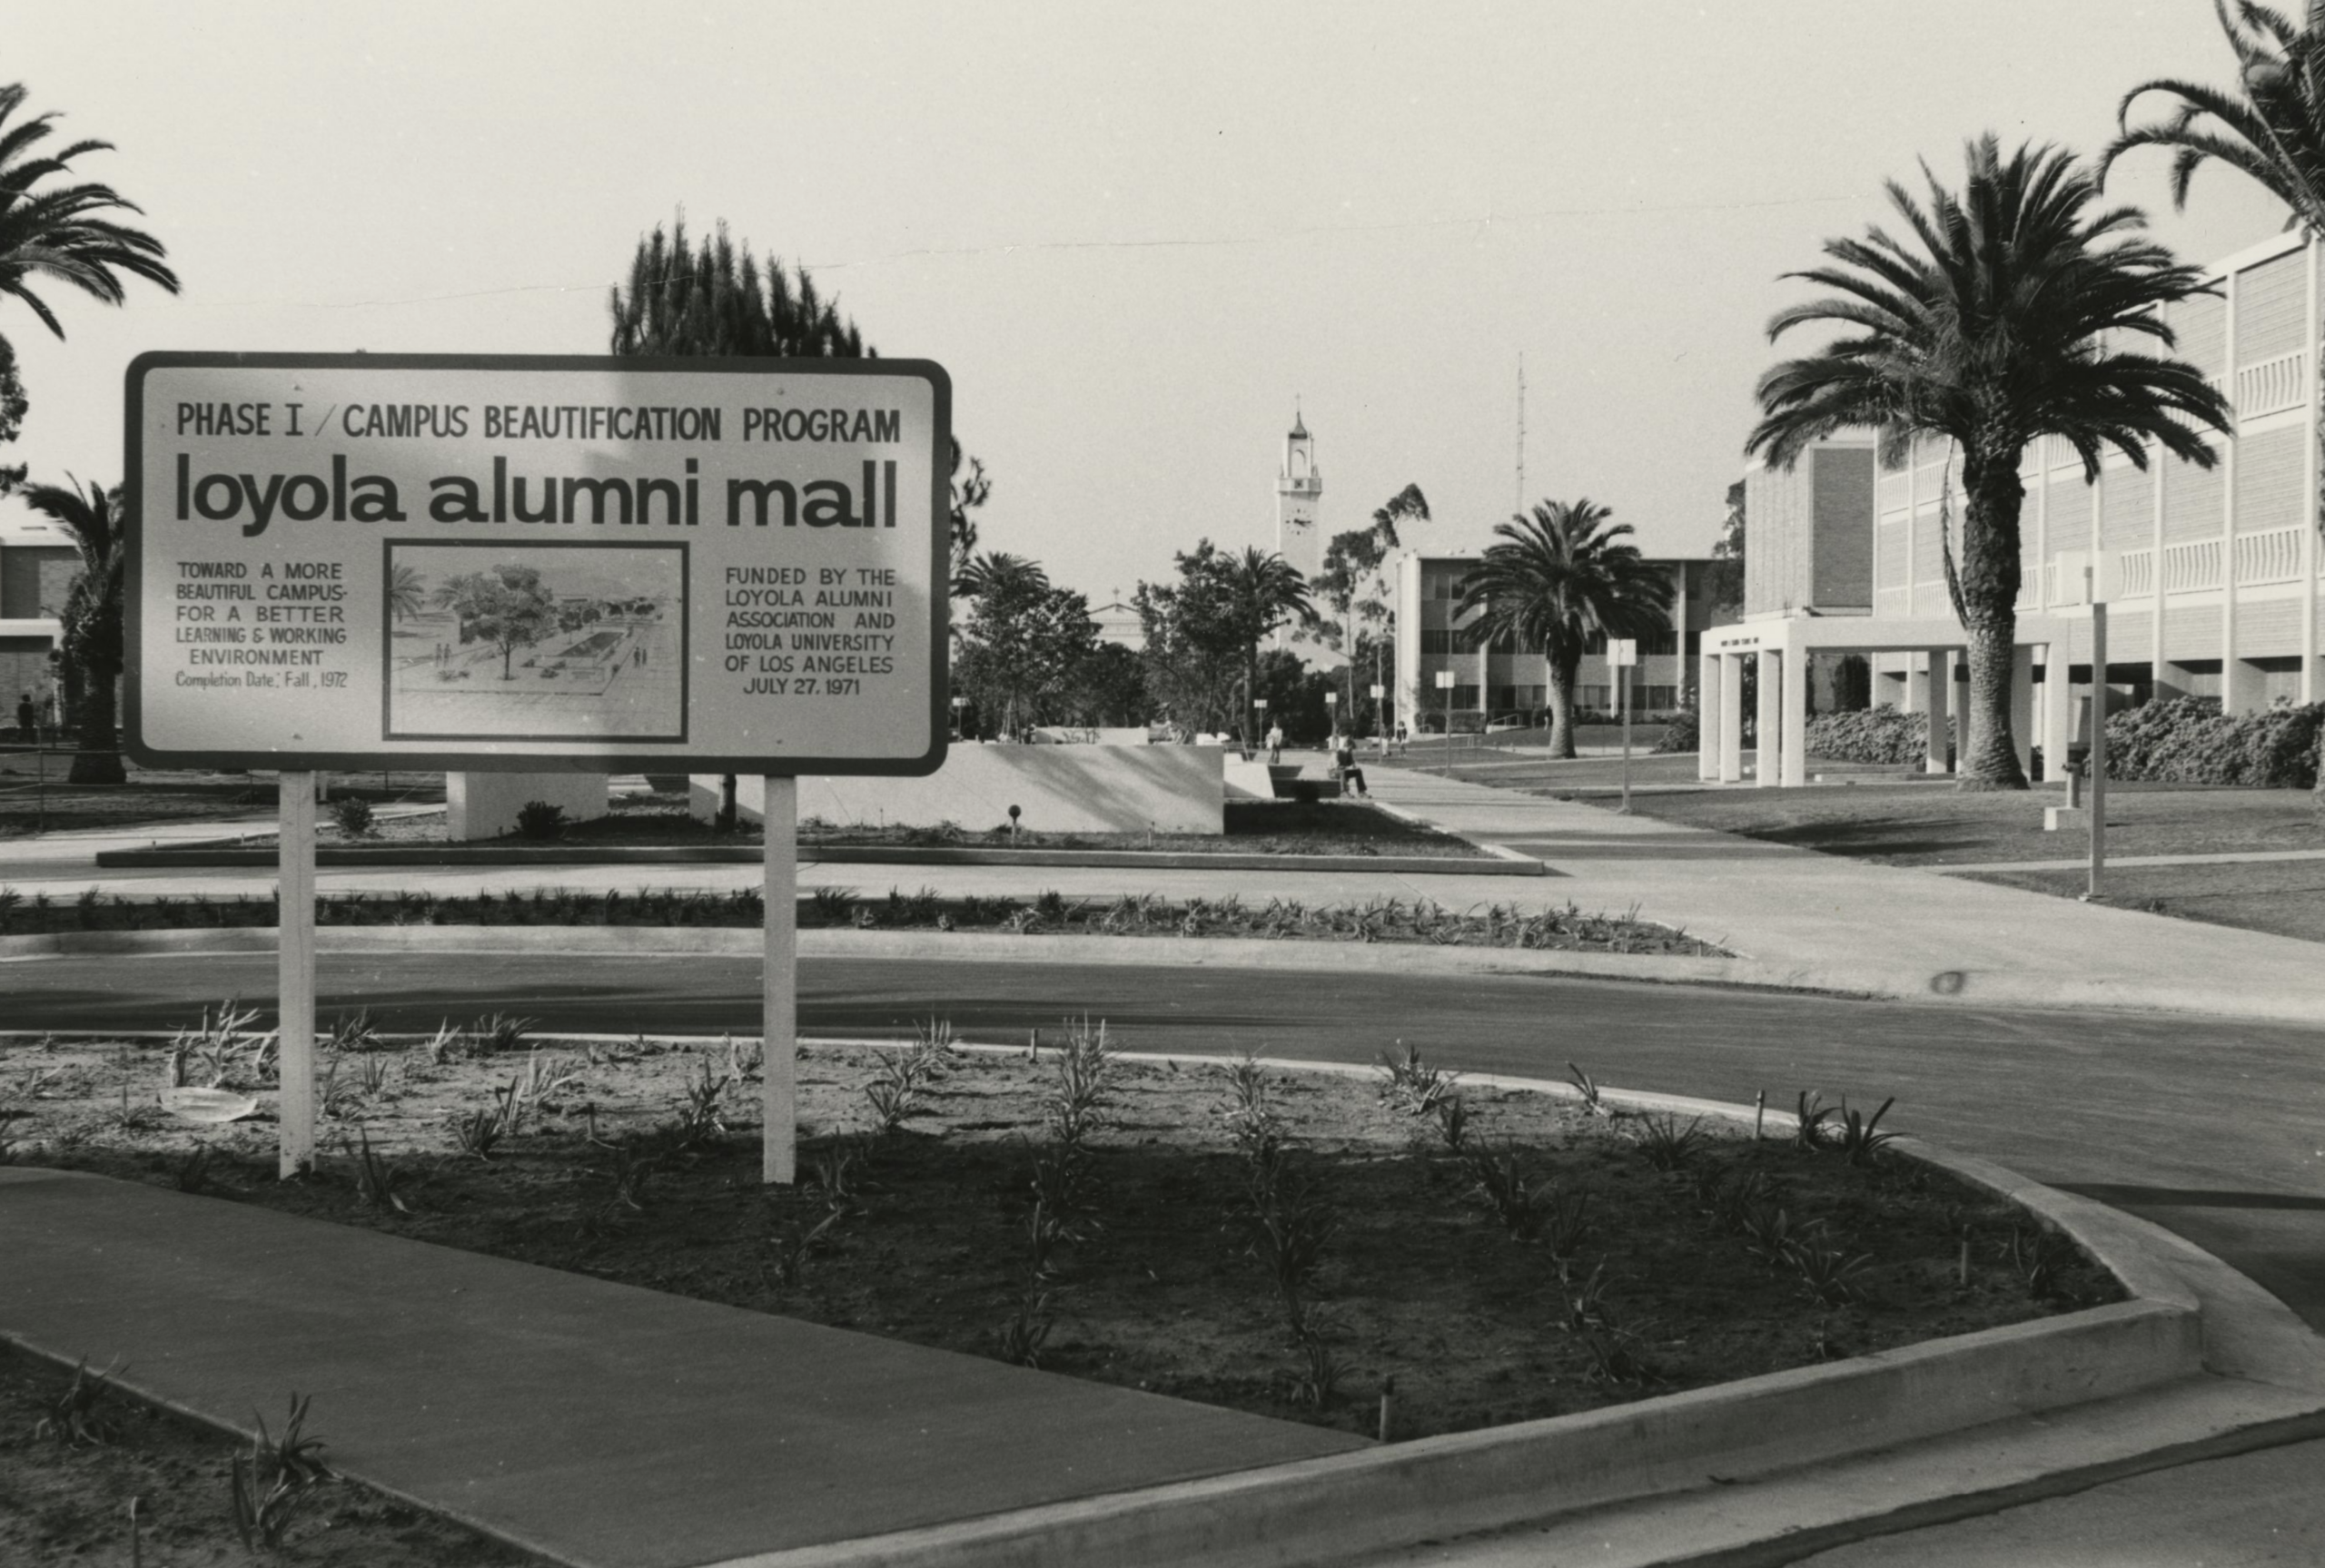 PHASE I / CAMPUS BEAUTIFICATION PROGRAM
loyola alumni mall
TOWARD A MORE
BEAUTIFUL CAMPUS-
FOR A BETTER
LEARNING & WORKING
ENVIRONMENT
Completion Date: Fall, 1972
FUNDED BY THE
LOYOLA ALUMNI
ASSOCIATION AND
LOYOLA UNIVERSITY
OF LOS ANGELES
JULY 27, 1971